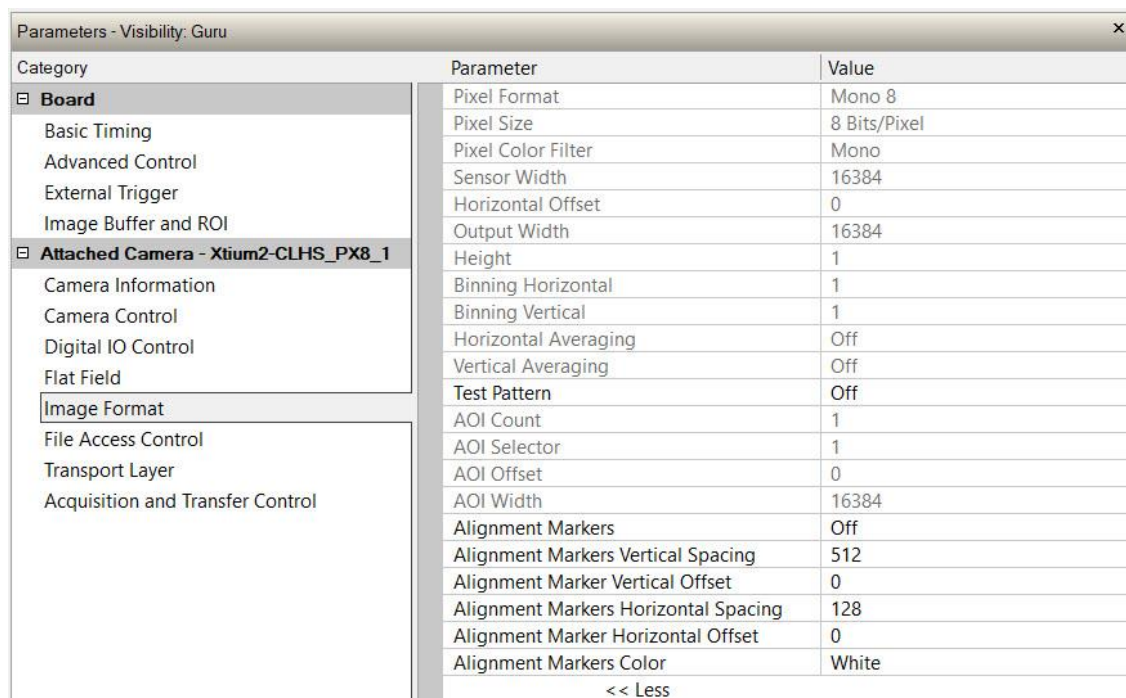 Parameters - Visibility: Guru
×
Category
Parameter Value
Board
Basic Timing
Advanced Control
External Trigger
Image Buffer and ROI
Attached Camera - Xtium2-CLHS_PX8_1
Camera Information
Camera Control
Digital IO Control
Flat Field
Image Format
File Access Control
Transport Layer
Acquisition and Transfer Control
Pixel Format Mono 8
Pixel Size 8 Bits/Pixel
Pixel Color Filter Mono
Sensor Width 16384
Horizontal Offset 0
Output Width 16384
Height 1
Binning Horizontal 1
Binning Vertical 1
Horizontal Averaging Off
Vertical Averaging Off
Test Pattern Off
AOI Count 1
AOI Selector 1
AOI Offset 0
AOI Width 16384
Alignment Markers Off
Alignment Markers Vertical Spacing 512
Alignment Marker Vertical Offset 0
Alignment Markers Horizontal Spacing 128
Alignment Marker Horizontal Offset 0
Alignment Markers Color White
<< Less